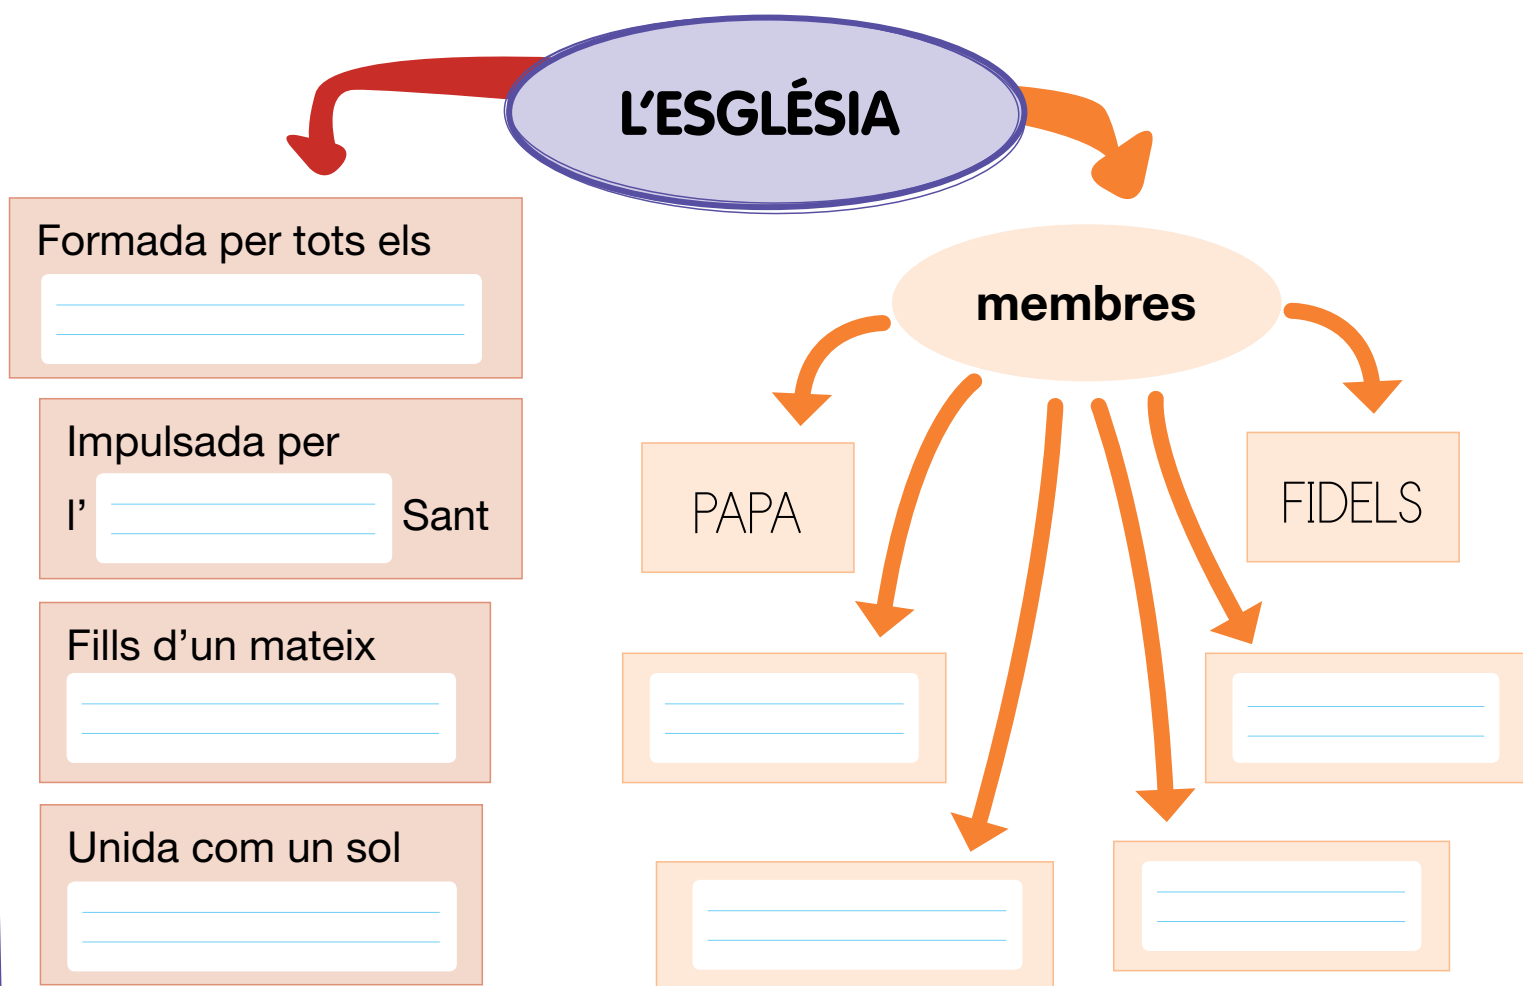 L'ESGLÉSIA
Formada per tots els
Impulsada per
l' Sant
Fills d'un mateix
Unida com un sol
membres
PAPA
FIDELS